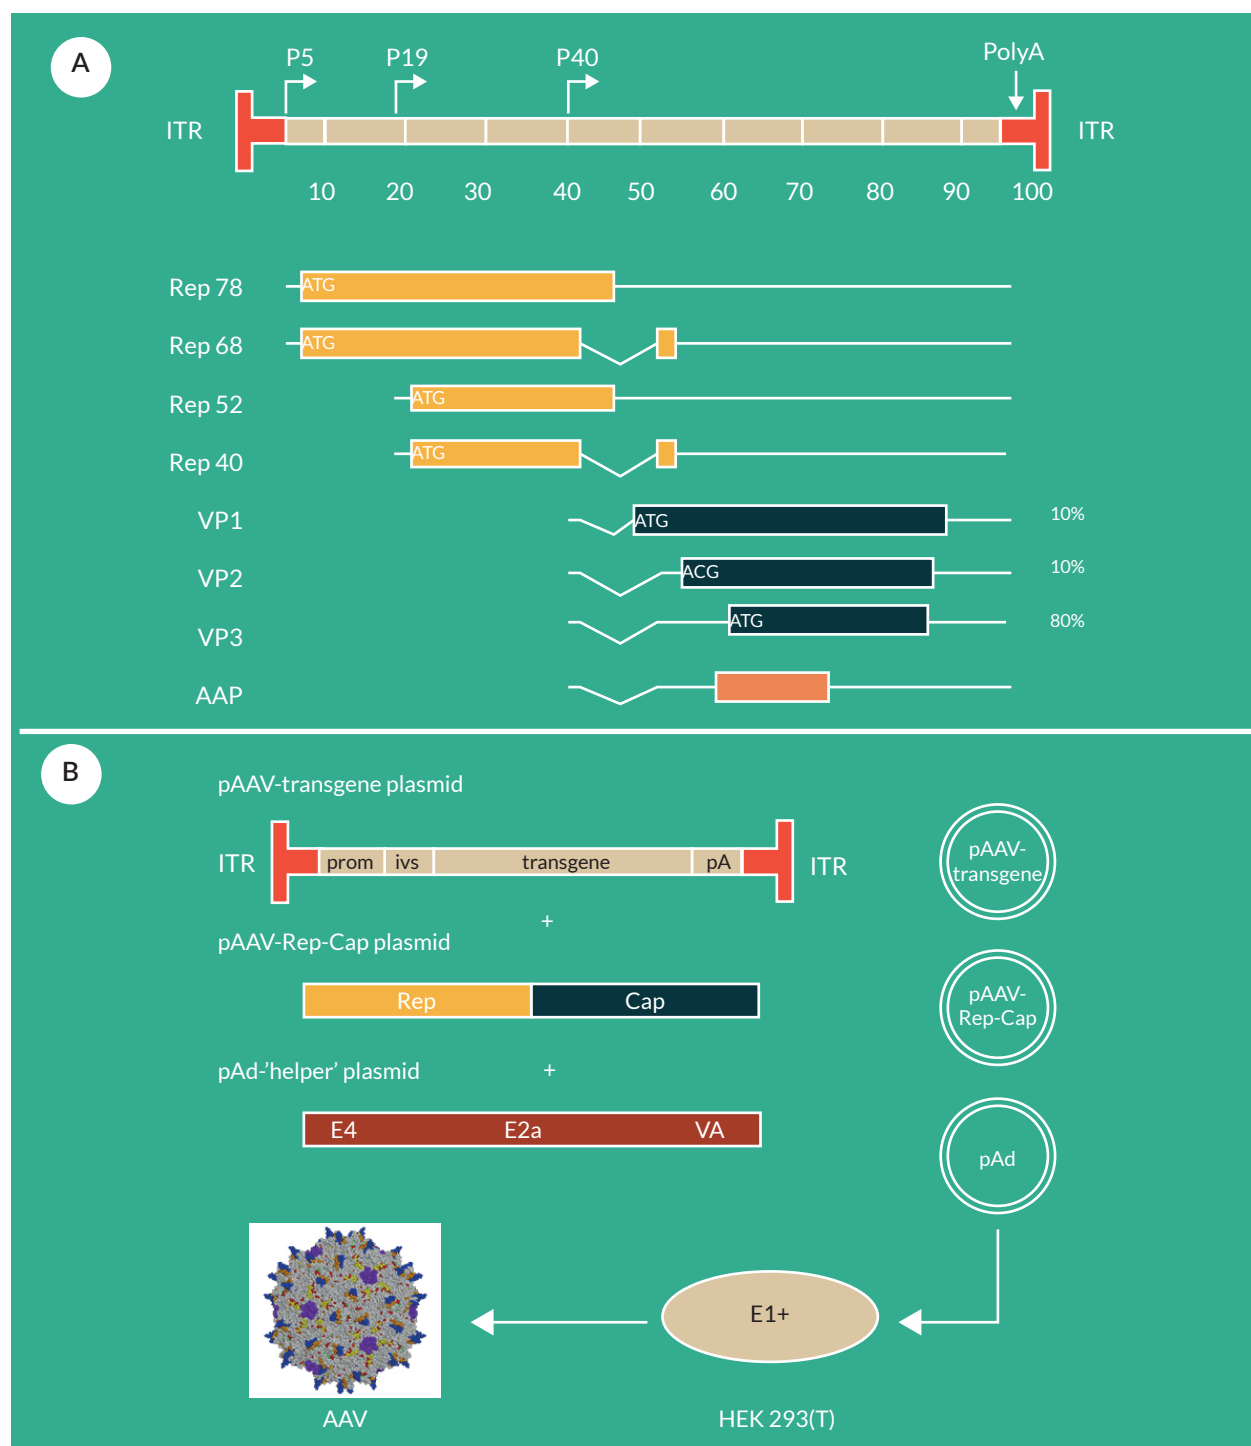 A
P5 P19 P40 PolyA
ITR ITR
10 20 30 40 50 60 70 80 90 100
Rep 78 ATG
Rep 68 ATG
Rep 52 ATG
Rep 40 ATG
VP1 ATG 10%
VP2 ACG 10%
VP3 ATG 80%
AAP
B
pAAV-transgene plasmid
ITR prom ivs transgene pA ITR
pAAV-
transgene
+
pAAV-Rep-Cap plasmid
Rep Cap
pAAV-
Rep-Cap
pAd-’helper’ plasmid +
E4 E2a VA
pAd
E1+
AAV HEK 293(T)